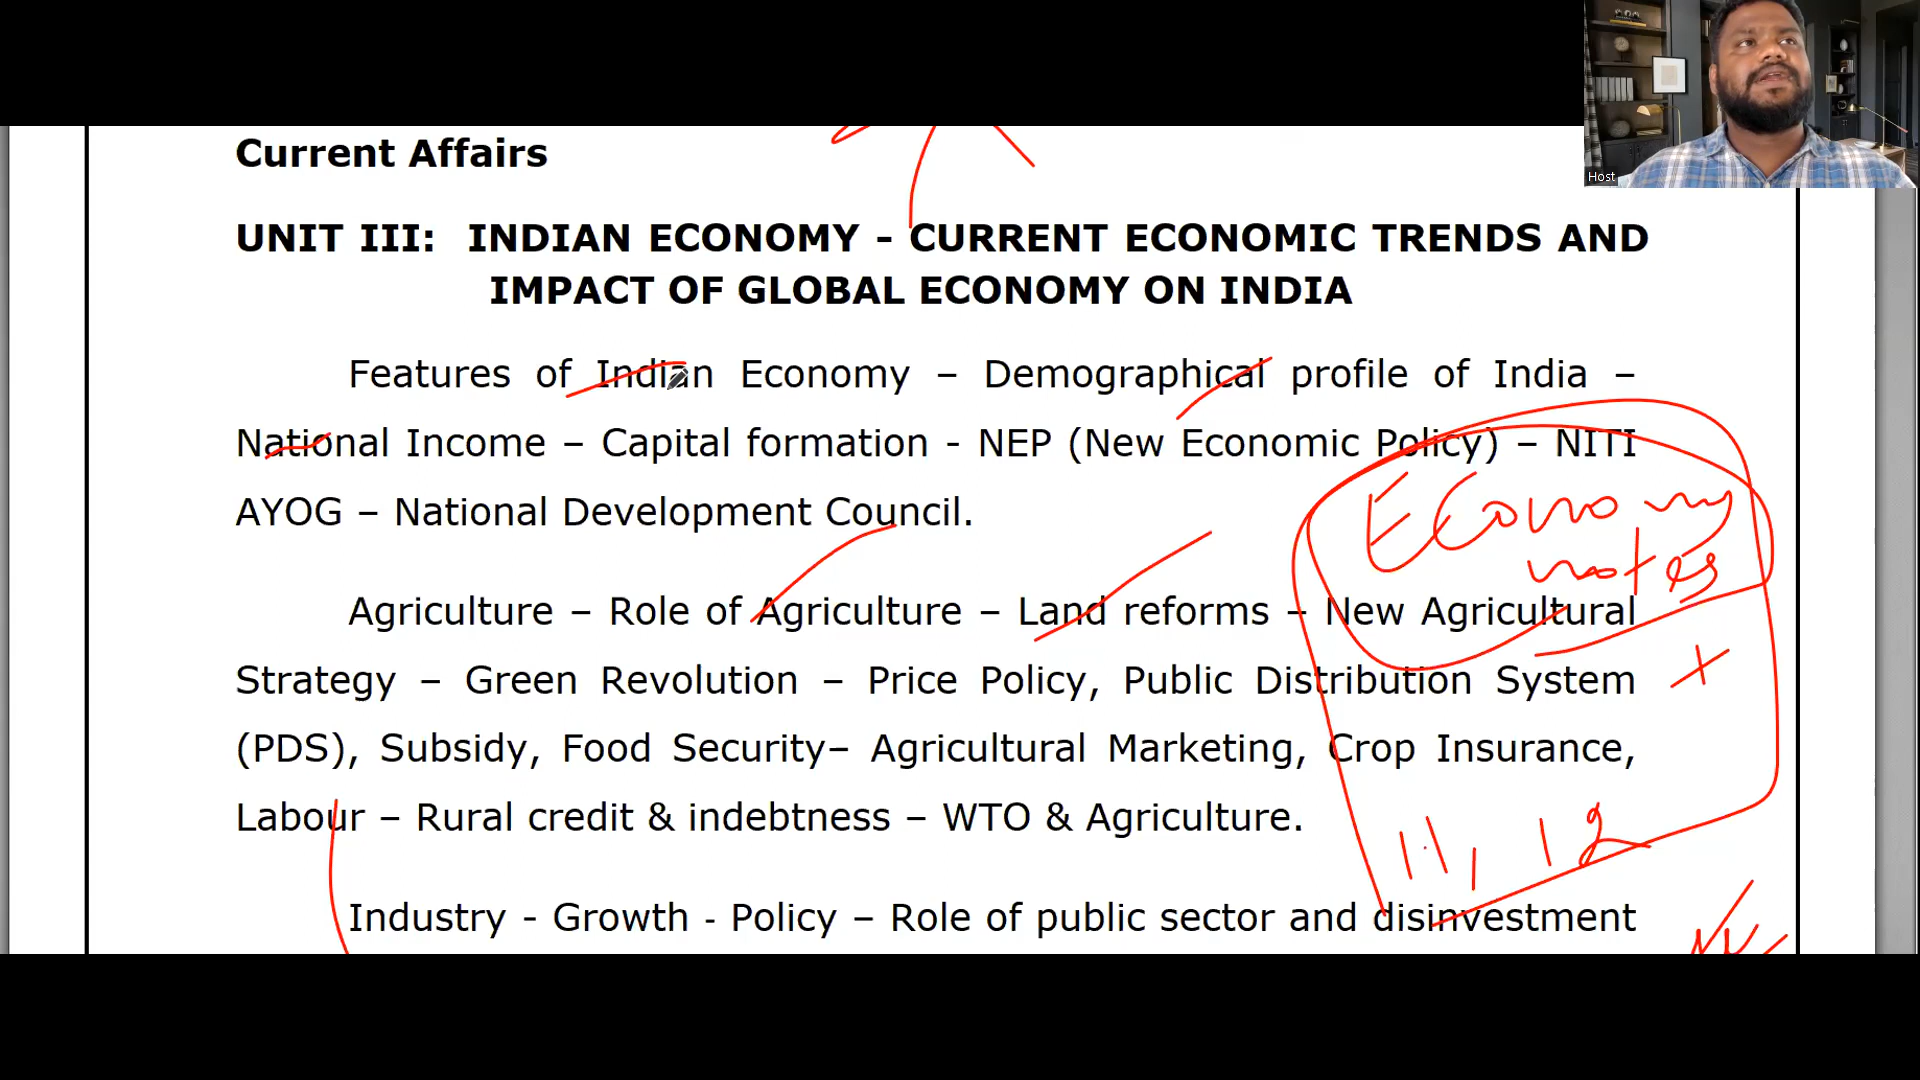 Host
Current Affairs
UNIT III: INDIAN ECONOMY – CURRENT ECONOMIC TRENDS AND
IMPACT OF GLOBAL ECONOMY ON INDIA
Features of Indian Economy – Demographical profile of India –
National Income – Capital formation - NEP (New Economic Policy) – NITI
AYOG – National Development Council.
Economy
notes
Agriculture – Role of Agriculture – Land reforms – New Agricultural
Strategy – Green Revolution – Price Policy, Public Distribution System
+
(PDS), Subsidy, Food Security– Agricultural Marketing, Crop Insurance,
Labour – Rural credit & indebtness – WTO & Agriculture.
11, 12
Industry - Growth - Policy – Role of public sector and disinvestment